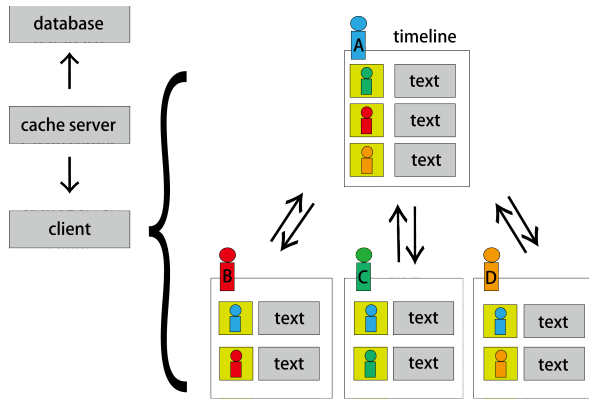 database
cache server
client
A
timeline
text
text
text
B
text
text
C
text
text
D
text
text